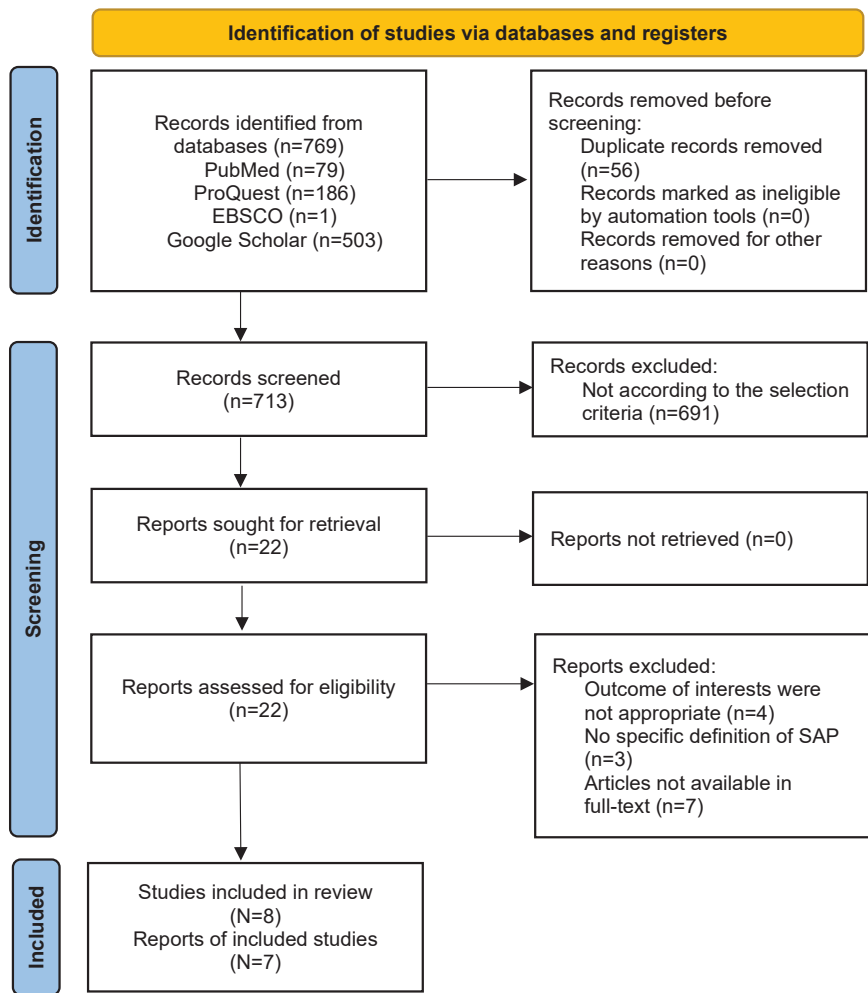 Identification of studies via databases and registers
Identification
Records identified from
databases (n=769)
PubMed (n=79)
ProQuest (n=186)
EBSCO (n=1)
Google Scholar (n=503)
Records removed before
screening:
Duplicate records removed
(n=56)
Records marked as ineligible
by automation tools (n=0)
Records removed for other
reasons (n=0)
Screening
Records screened
(n=713)
Records excluded:
Not according to the selection
criteria (n=691)
Reports sought for retrieval
(n=22)
Reports not retrieved (n=0)
Reports assessed for eligibility
(n=22)
Reports excluded:
Outcome of interests were
not appropriate (n=4)
No specific definition of SAP
(n=3)
Articles not available in
full-text (n=7)
Included
Studies included in review
(N=8)
Reports of included studies
(N=7)